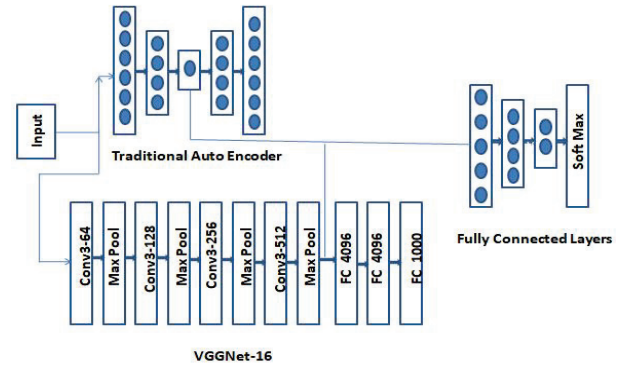 Input
Traditional Auto Encoder
Soft Max
Fully Connected Layers
Conv3-64
Max Pool
Conv3-128
Max Pool
Conv3-256
Max Pool
Conv3-512
Max Pool
FC 4096
FC 4096
FC 1000
VGGNet-16